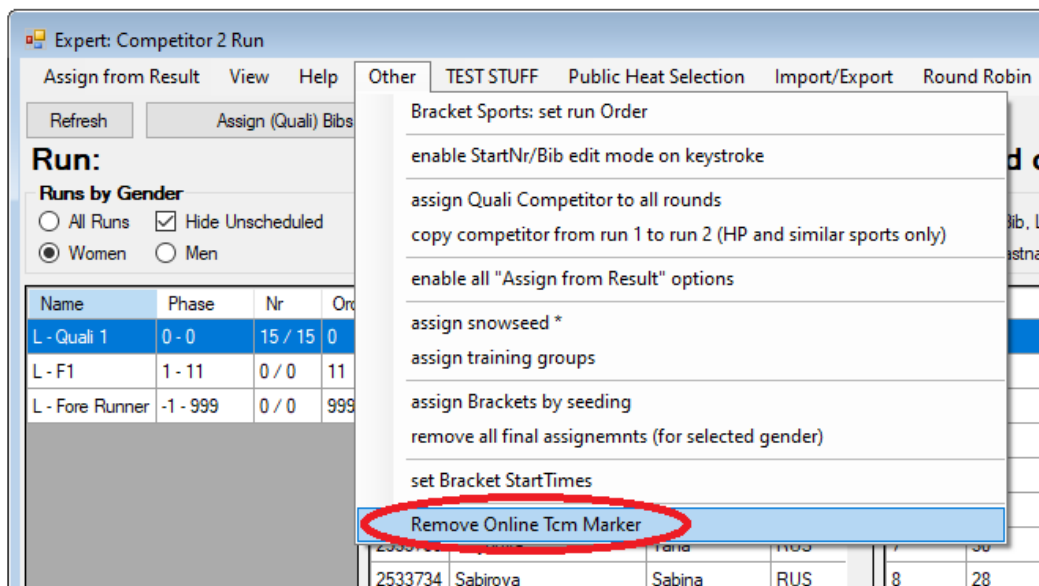 Expert: Competitor 2 Run
Assign from Result View Help Other TEST STUFF Public Heat Selection Import/Export Round Robin
Refresh Assign (Quali) Bibs
Bracket Sports: set run Order
enable StartNr/Bib edit mode on keystroke
assign Quali Competitor to all rounds
copy competitor from run 1 to run 2 (HP and similar sports only)
enable all "Assign from Result" options
assign snowseed *
assign training groups
assign Brackets by seeding
remove all final assignemnts (for selected gender)
set Bracket StartTimes
Remove Online Tcm Marker
Run:
Runs by Gender
All Runs Hide Unscheduled
Women Men
Name Phase Nr
L - Quali 1 0 - 0 15 / 15 0
L - F1 1 - 11 0 / 0 11
L - Fore Runner -1 - 999 0 / 0 999
2533734 Sabirova Sabina RUS 8 28